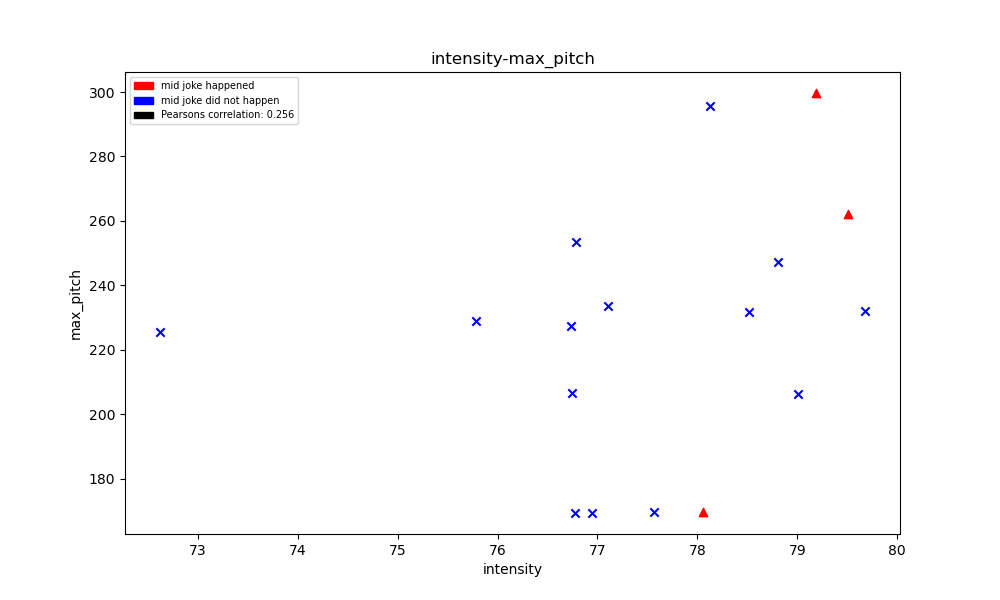 intensity-max_pitch
mid joke happened
mid joke did not happen
Pearsons correlation: 0.256
max_pitch
300
280
260
240
220
200
180
73 74 75 76 77 78 79 80
intensity